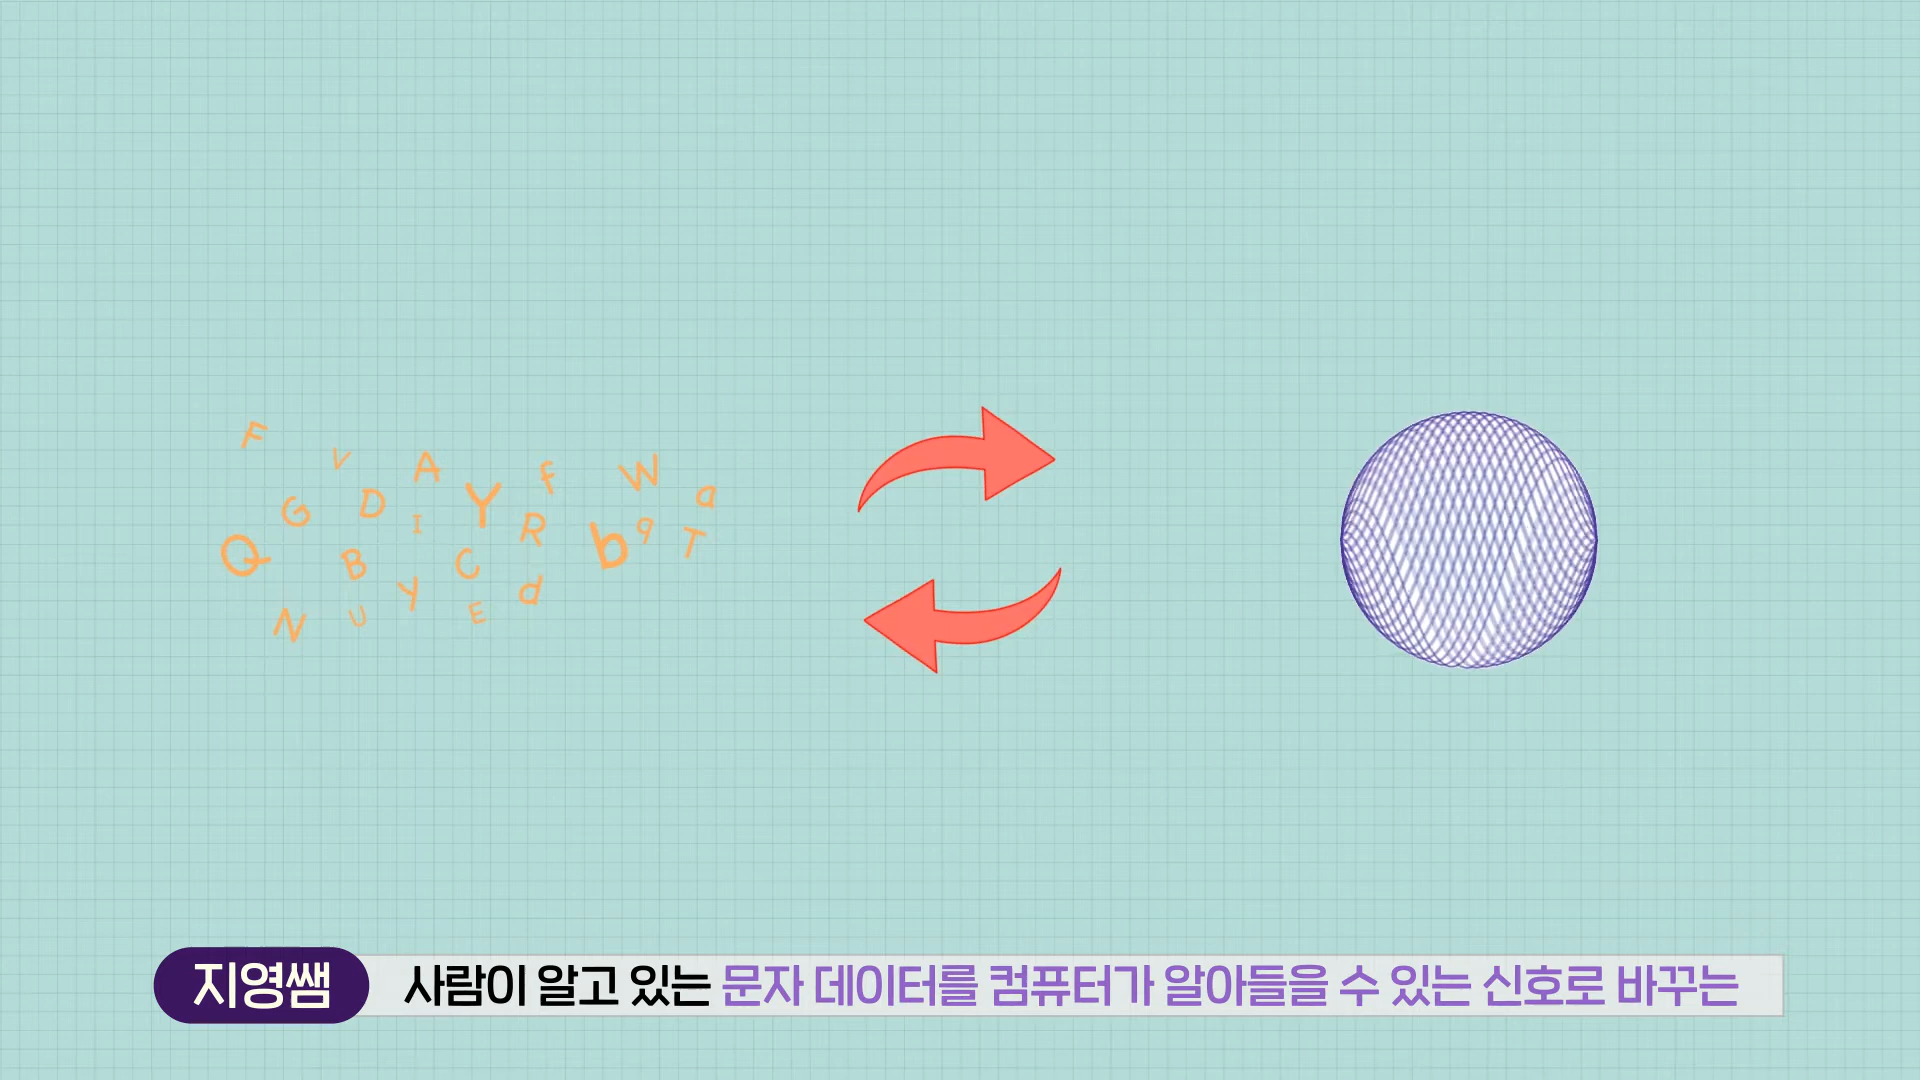 F
V A f W a
G D I Y R b q T
Q B y C d
N U E
지영쌤 사람이 알고 있는 문자 데이터를 컴퓨터가 알아들을 수 있는 신호로 바꾸는